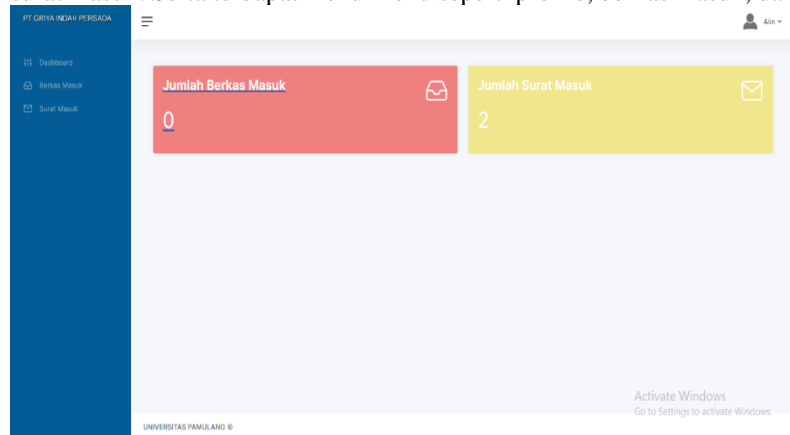 PT GRIYA INDAH PERSADA
Alin
Dashboard
Berkas Masuk
Surat Masuk
Jumlah Berkas Masuk
0
Jumlah Surat Masuk
2
Activate Windows
Go to Settings to activate Windows.
UNIVERSITAS PAMULANG ©